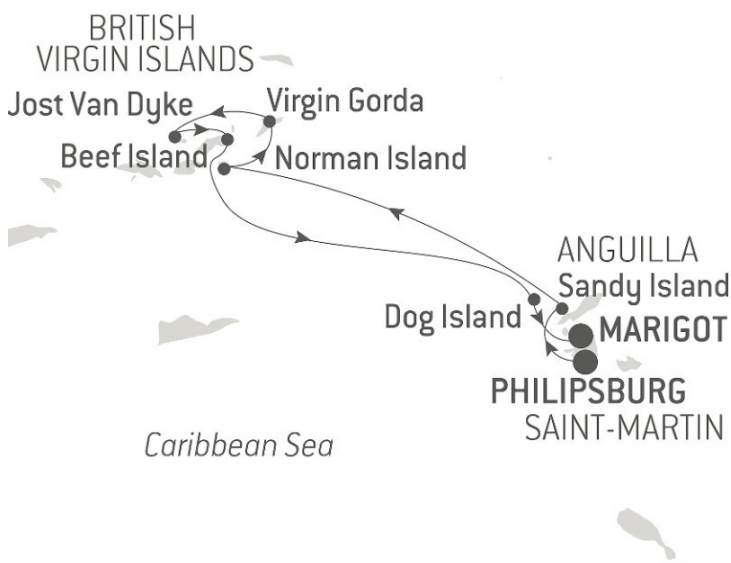 BRITISH
VIRGIN ISLANDS
Jost Van Dyke
Virgin Gorda
Beef Island
Norman Island
ANGUILLA
Sandy Island
Dog Island
MARIGOT
PHILIPSBURG
SAINT-MARTIN
Caribbean Sea